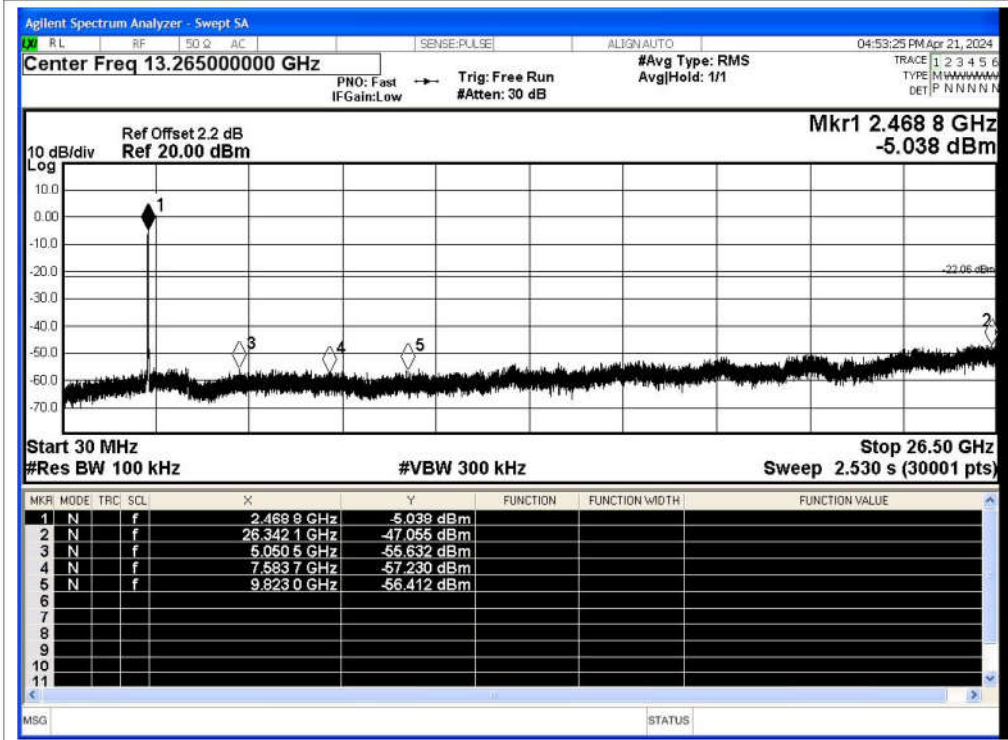 Agilent Spectrum Analyzer - Swept SA
LXI RL RF 50 Ω AC SENSE:PULSE ALIGN AUTO 04:53:25 PM Apr 21, 2024
Center Freq 13.265000000 GHz #Avg Type: RMS TRACE 1 2 3 4 5 6
PNO: Fast Trig: Free Run Avg|Hold: 1/1 TYPE M
IFGain:Low #Atten: 30 dB DET P N N N N N
Mkr1 2.468 8 GHz
-5.038 dBm
Ref Offset 2.2 dB
10 dB/div Ref 20.00 dBm
Log
10.0
0.00
-10.0
-20.0
-30.0
-40.0
-50.0
-60.0
-70.0
1
-22.06 dBm
2
3
4
5
Start 30 MHz Stop 26.50 GHz
#Res BW 100 kHz #VBW 300 kHz Sweep 2.530 s (30001 pts)
MKR MODE TRC SCL X Y FUNCTION FUNCTION WIDTH FUNCTION VALUE
1 N f 2.468 8 GHz -5.038 dBm
2 N f 26.342 1 GHz -47.055 dBm
3 N f 5.050 5 GHz -55.632 dBm
4 N f 7.583 7 GHz -57.230 dBm
5 N f 9.823 0 GHz -56.412 dBm
6
7
8
9
10
11
MSG STATUS